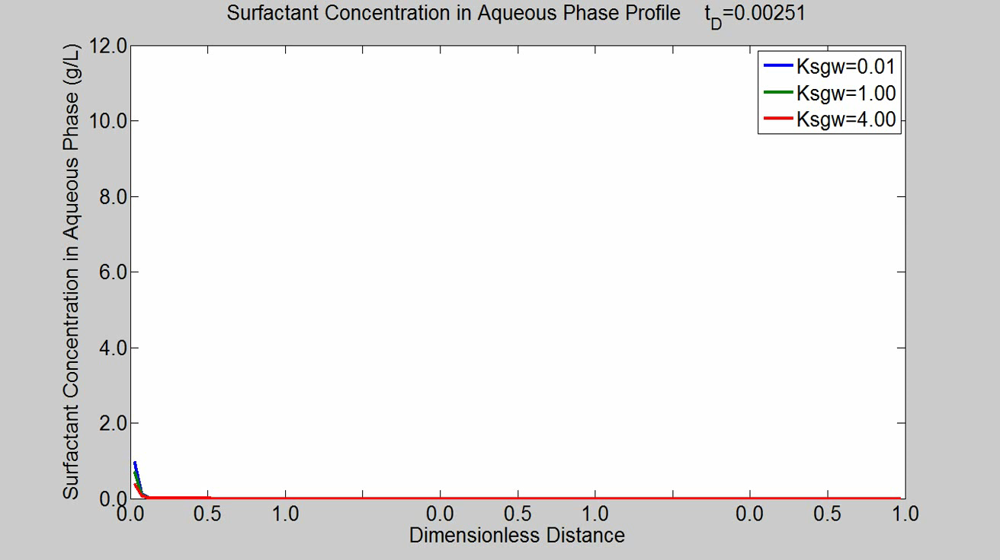 Surfactant Concentration in Aqueous Phase Profile tD=0.00251
Surfactant Concentration in Aqueous Phase (g/L)
12.0
10.0
8.0
6.0
4.0
2.0
0.0
Ksgw=0.01
Ksgw=1.00
Ksgw=4.00
0.0 0.5 1.0 0.0 0.5 1.0 0.0 0.5 1.0
Dimensionless Distance